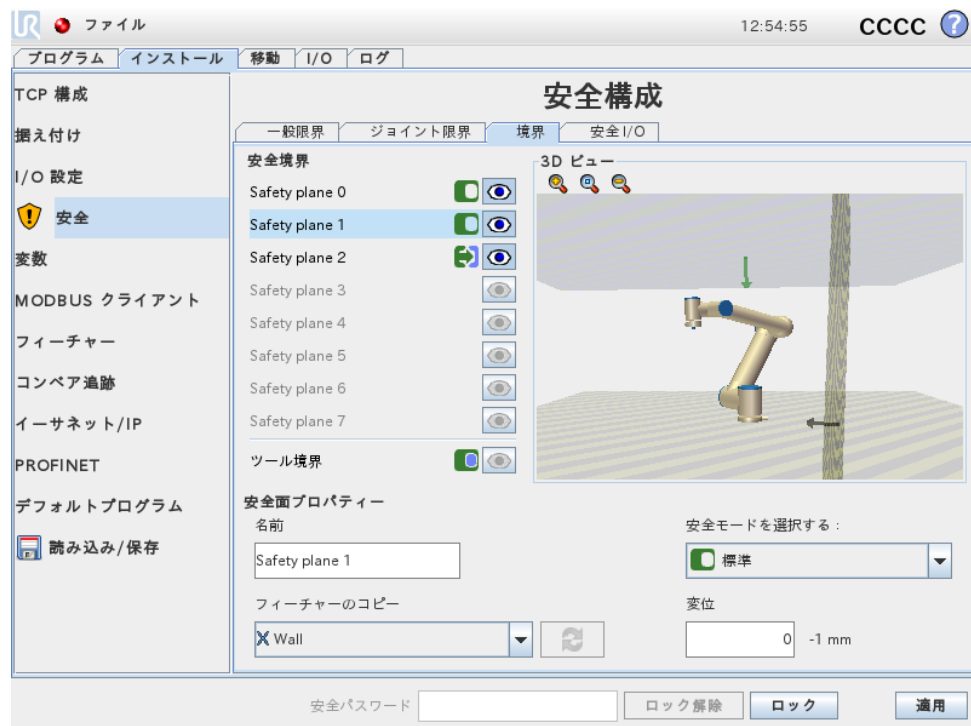 UR ファイル 12:54:55 CCCC ?
プログラム インストール 移動 I/O ログ
TCP 構成
据え付け
I/O 設定
安全
変数
MODBUS クライアント
フィーチャー
コンベア追跡
イーサネット/IP
PROFINET
デフォルトプログラム
読み込み/保存
安全構成
一般限界 ジョイント限界 境界 安全I/O
安全境界
Safety plane 0
Safety plane 1
Safety plane 2
Safety plane 3
Safety plane 4
Safety plane 5
Safety plane 6
Safety plane 7
ツール境界
3D ビュー
安全面プロパティー
名前
Safety plane 1
安全モードを選択する :
標準
フィーチャーのコピー
Wall
変位
0 -1 mm
安全パスワード ロック解除 ロック 適用